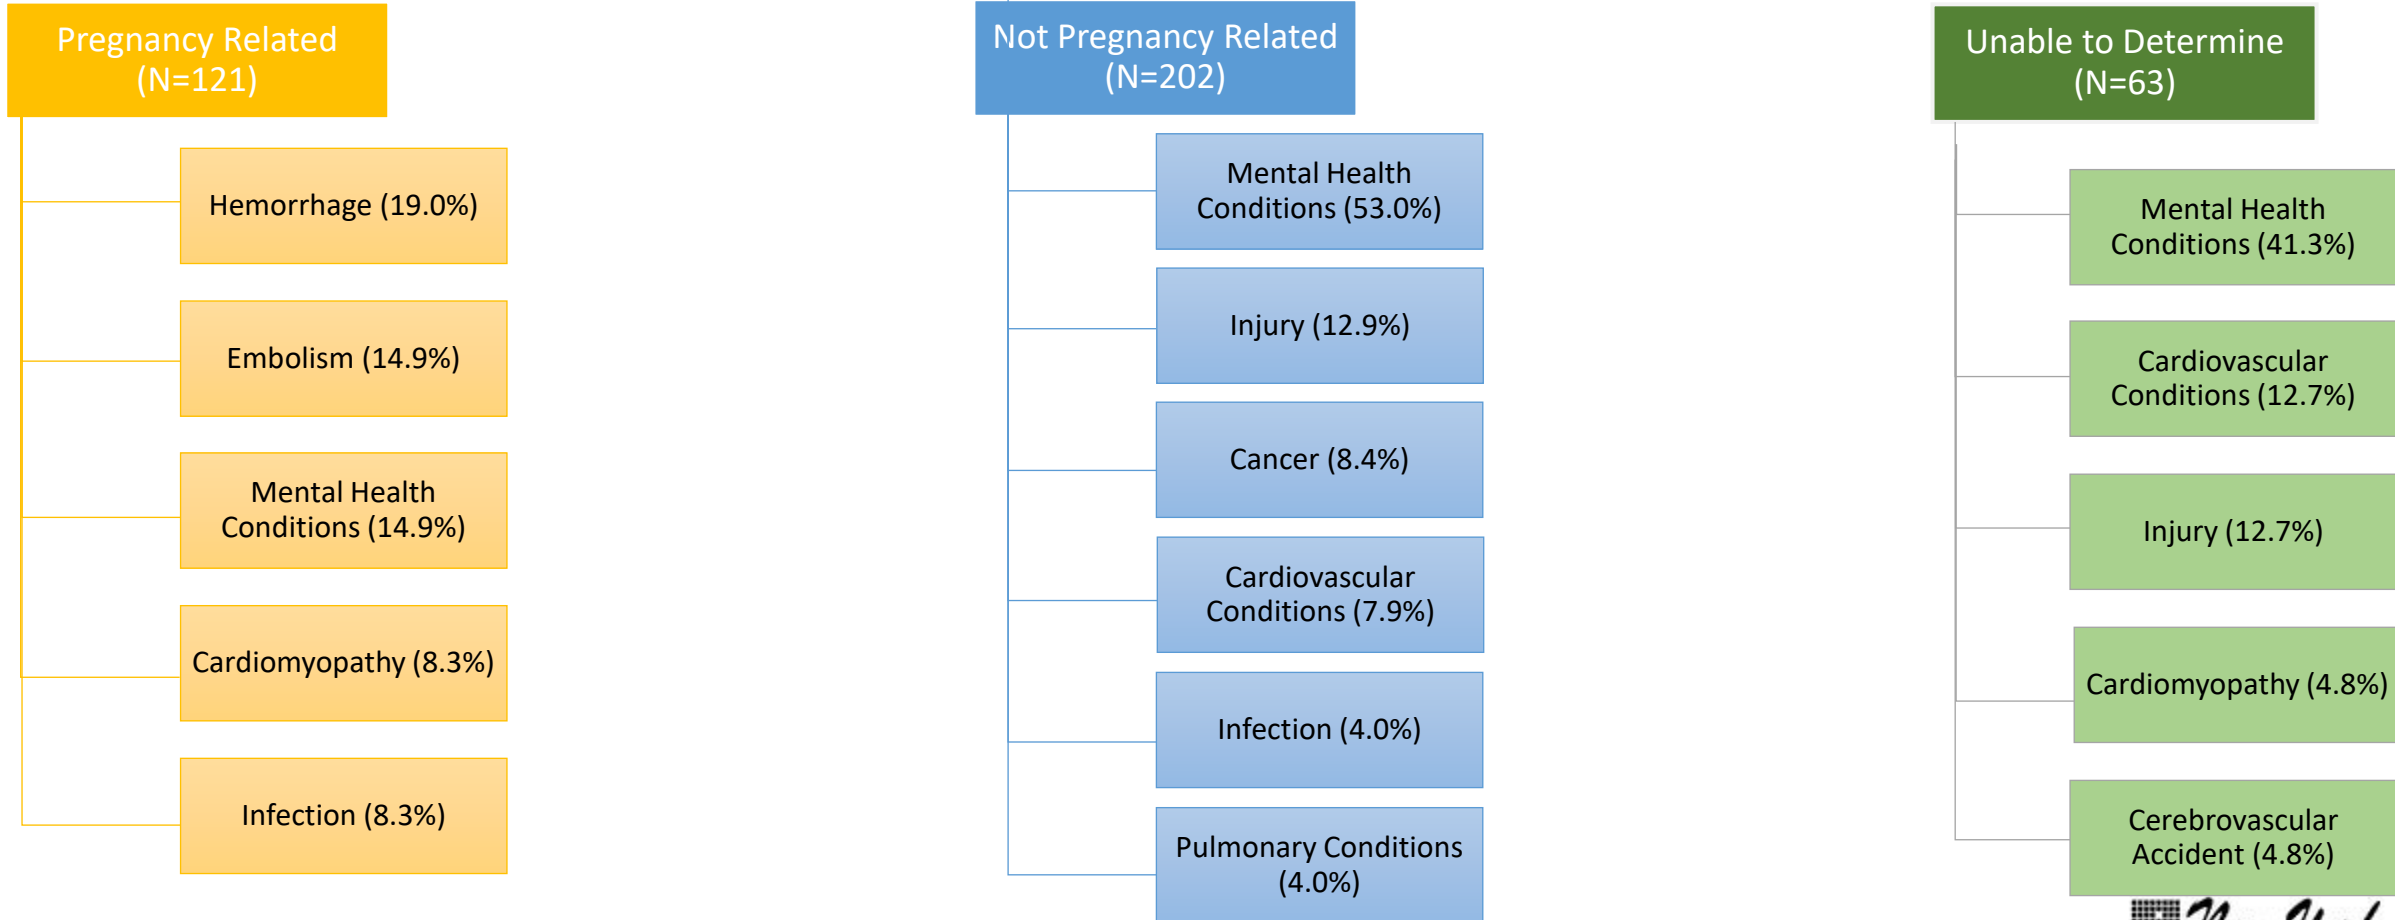 Pregnancy Related
(N=121)
Hemorrhage (19.0%)
Embolism (14.9%)
Mental Health
Conditions (14.9%)
Cardiomyopathy (8.3%)
Infection (8.3%)
Not Pregnancy Related
(N=202)
Mental Health
Conditions (53.0%)
Injury (12.9%)
Cancer (8.4%)
Cardiovascular
Conditions (7.9%)
Infection (4.0%)
Pulmonary Conditions
(4.0%)
Unable to Determine
(N=63)
Mental Health
Conditions (41.3%)
Cardiovascular
Conditions (12.7%)
Injury (12.7%)
Cardiomyopathy (4.8%)
Cerebrovascular
Accident (4.8%)